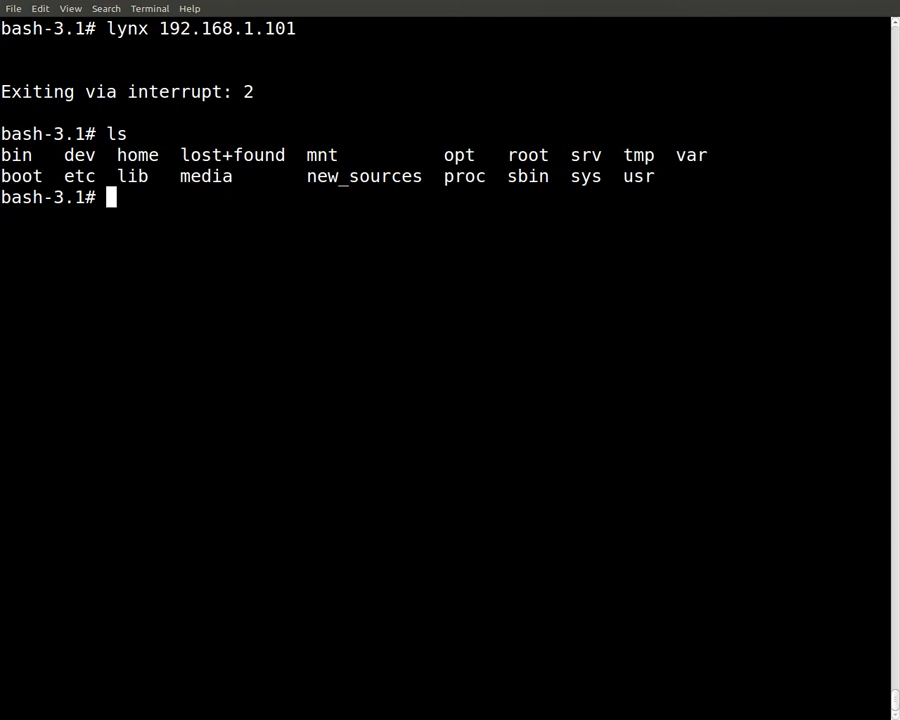 File Edit View Search Terminal Help
bash-3.1# lynx 192.168.1.101
Exiting via interrupt: 2
bash-3.1# ls
bin dev home lost+found mnt opt root srv tmp var
boot etc lib media new_sources proc sbin sys usr
bash-3.1#